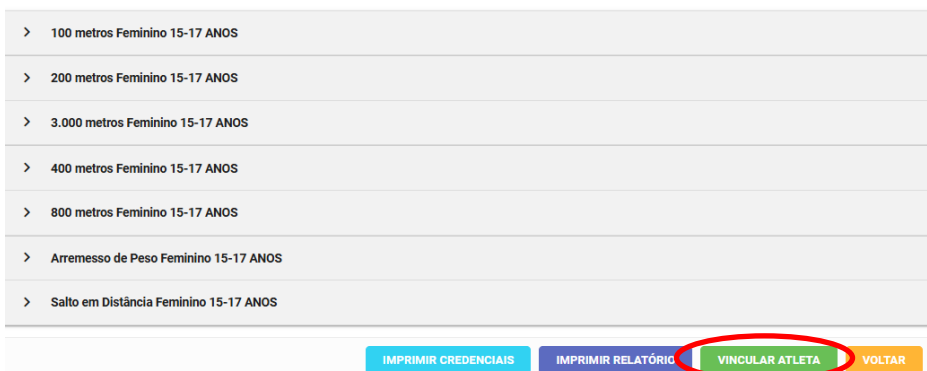 100 metros Feminino 15-17 ANOS
200 metros Feminino 15-17 ANOS
3.000 metros Feminino 15-17 ANOS
400 metros Feminino 15-17 ANOS
800 metros Feminino 15-17 ANOS
Arremesso de Peso Feminino 15-17 ANOS
Salto em Distância Feminino 15-17 ANOS
IMPRIMIR CREDENCIAIS IMPRIMIR RELATÓRIO VINCULAR ATLETA VOLTAR